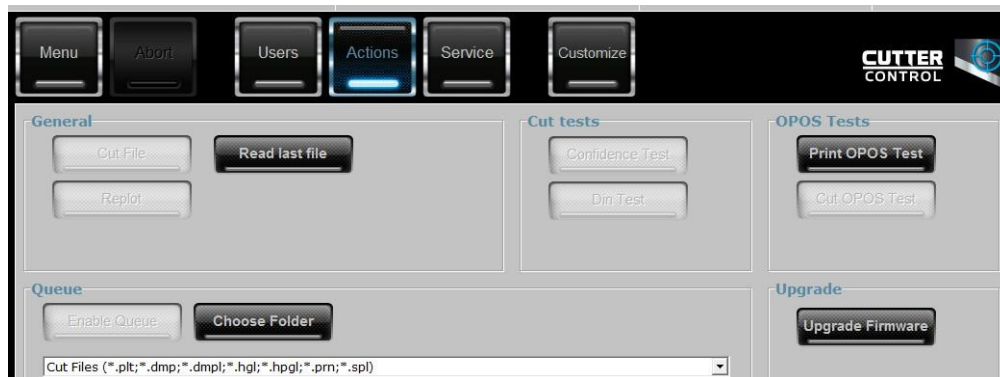 Menu
Abort
Users
Actions
Service
Customize
CUTTER
CONTROL
General
Cut File
Read last file
Replot
Cut tests
Confidence Test
Din Test
OPOS Tests
Print OPOS Test
Cut OPOS Test
Queue
Enable Queue
Choose Folder
Cut Files (*.plt;*.dmp;*.dmpl;*.hgl;*.hpgl;*.prn;*.spl)
Upgrade
Upgrade Firmware